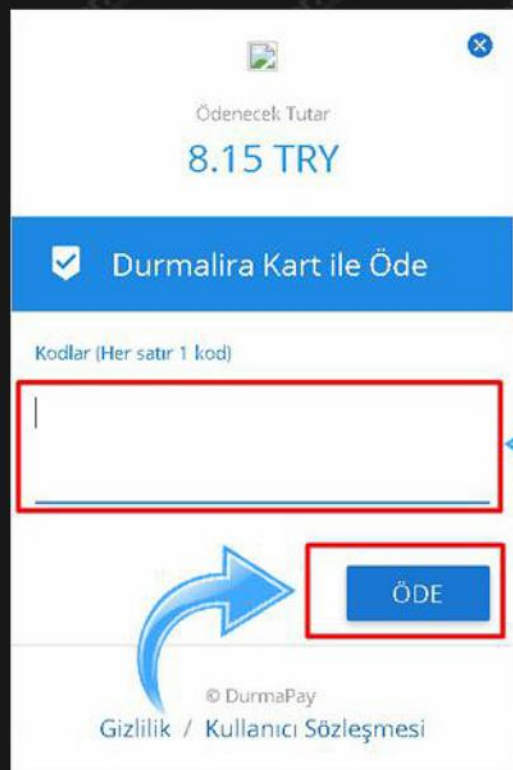 Ödenecek Tutar
8.15 TRY
Durmalira Kart ile Öde
Kodlar (Her satır 1 kod)
ÖDE
© DurmaPay
Gizlilik / Kullanıcı Sözleşmesi